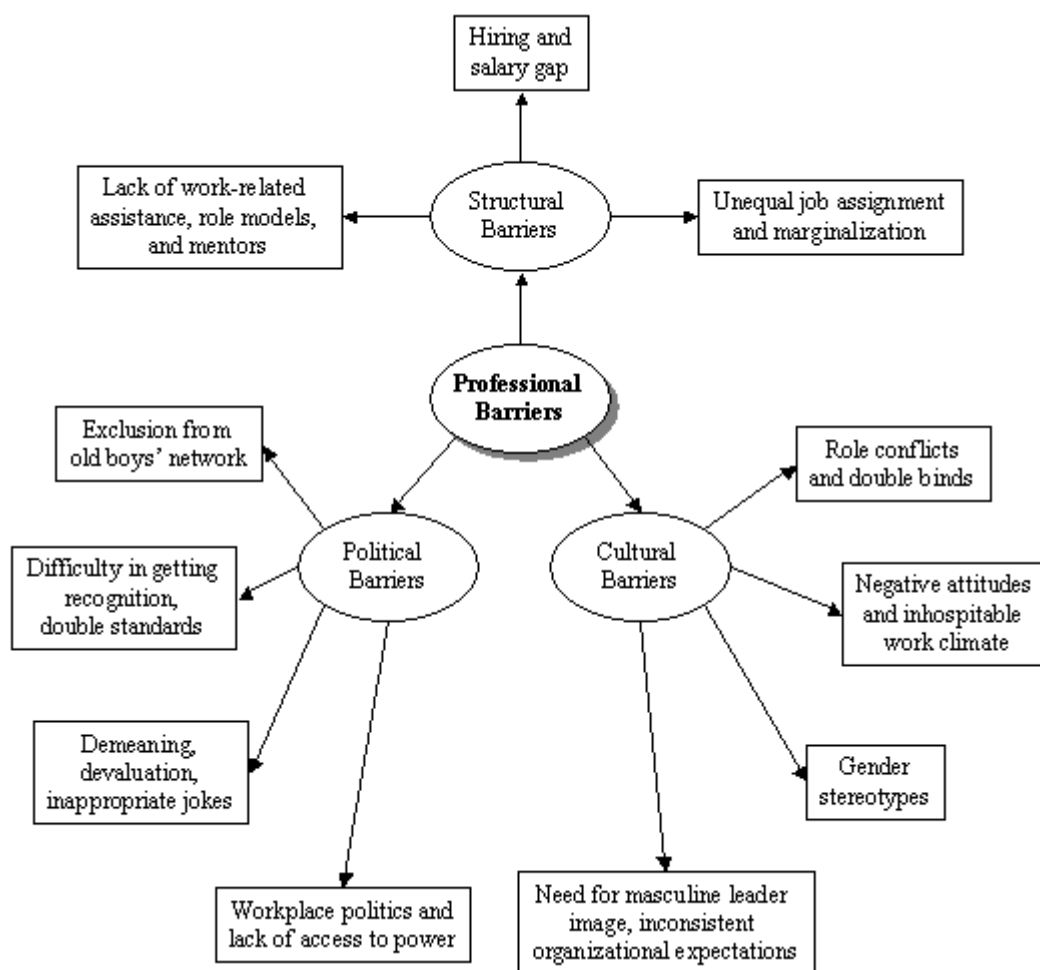 Hiring and
salary gap
Lack of work-related
assistance, role models,
and mentors
Structural
Barriers
Unequal job assignment
and marginalization
Professional
Barriers
Exclusion from
old boys’ network
Role conflicts
and double binds
Political
Barriers
Cultural
Barriers
Difficulty in getting
recognition,
double standards
Negative attitudes
and inhospitable
work climate
Demeaning,
devaluation,
inappropriate jokes
Gender
stereotypes
Workplace politics and
lack of access to power
Need for masculine leader
image, inconsistent
organizational expectations